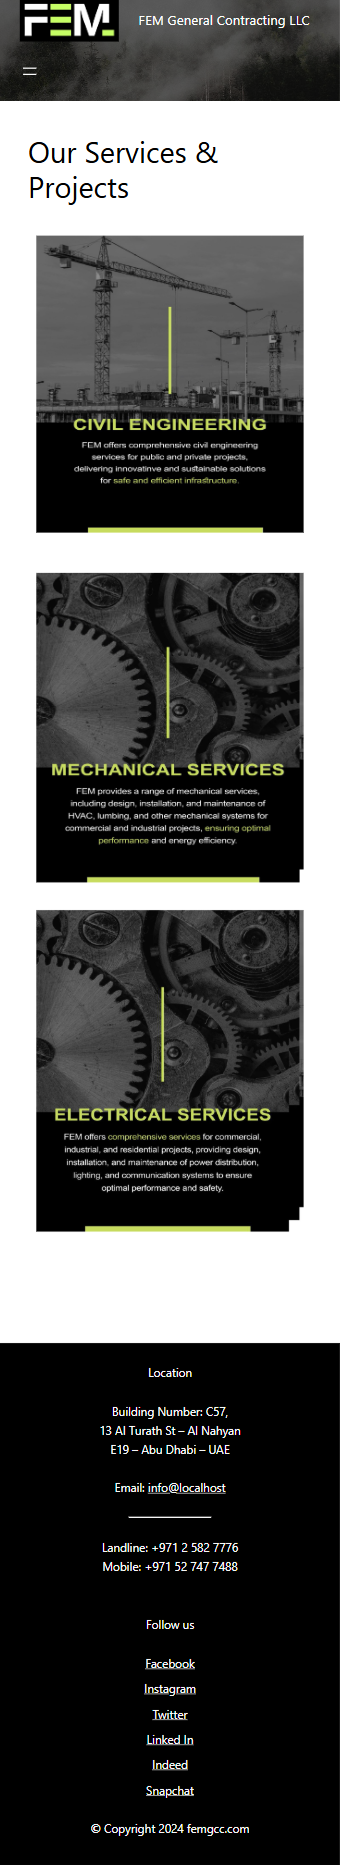 FEM.
FEM General Contracting LLC
Our Services &
Projects
CIVIL ENGINEERING
FEM offers comprehensive civil engineering
services for public and private projects,
delivering innovatinve and sustainable solutions
for safe and efficient infrastructure.
MECHANICAL SERVICES
FEM provides a range of mechanical services,
including design, installation, and maintenance of
HVAC, lumbing, and other mechanical systems for
commercial and industrial projects, ensuring optimal
performance and energy efficiency.
ELECTRICAL SERVICES
FEM offers comprehensive services for commercial,
industrial, and residential projects, providing design,
installation, and maintenance of power distribution,
lighting, and communication systems to ensure
optimal performance and safety.
Location
Building Number: C57,
13 Al Turath St – Al Nahyan
E19 – Abu Dhabi – UAE
Email: info@localhost
Landline: +971 2 582 7776
Mobile: +971 52 747 7488
Follow us
Facebook
Instagram
Twitter
Linked In
Indeed
Snapchat
© Copyright 2024 femgcc.com